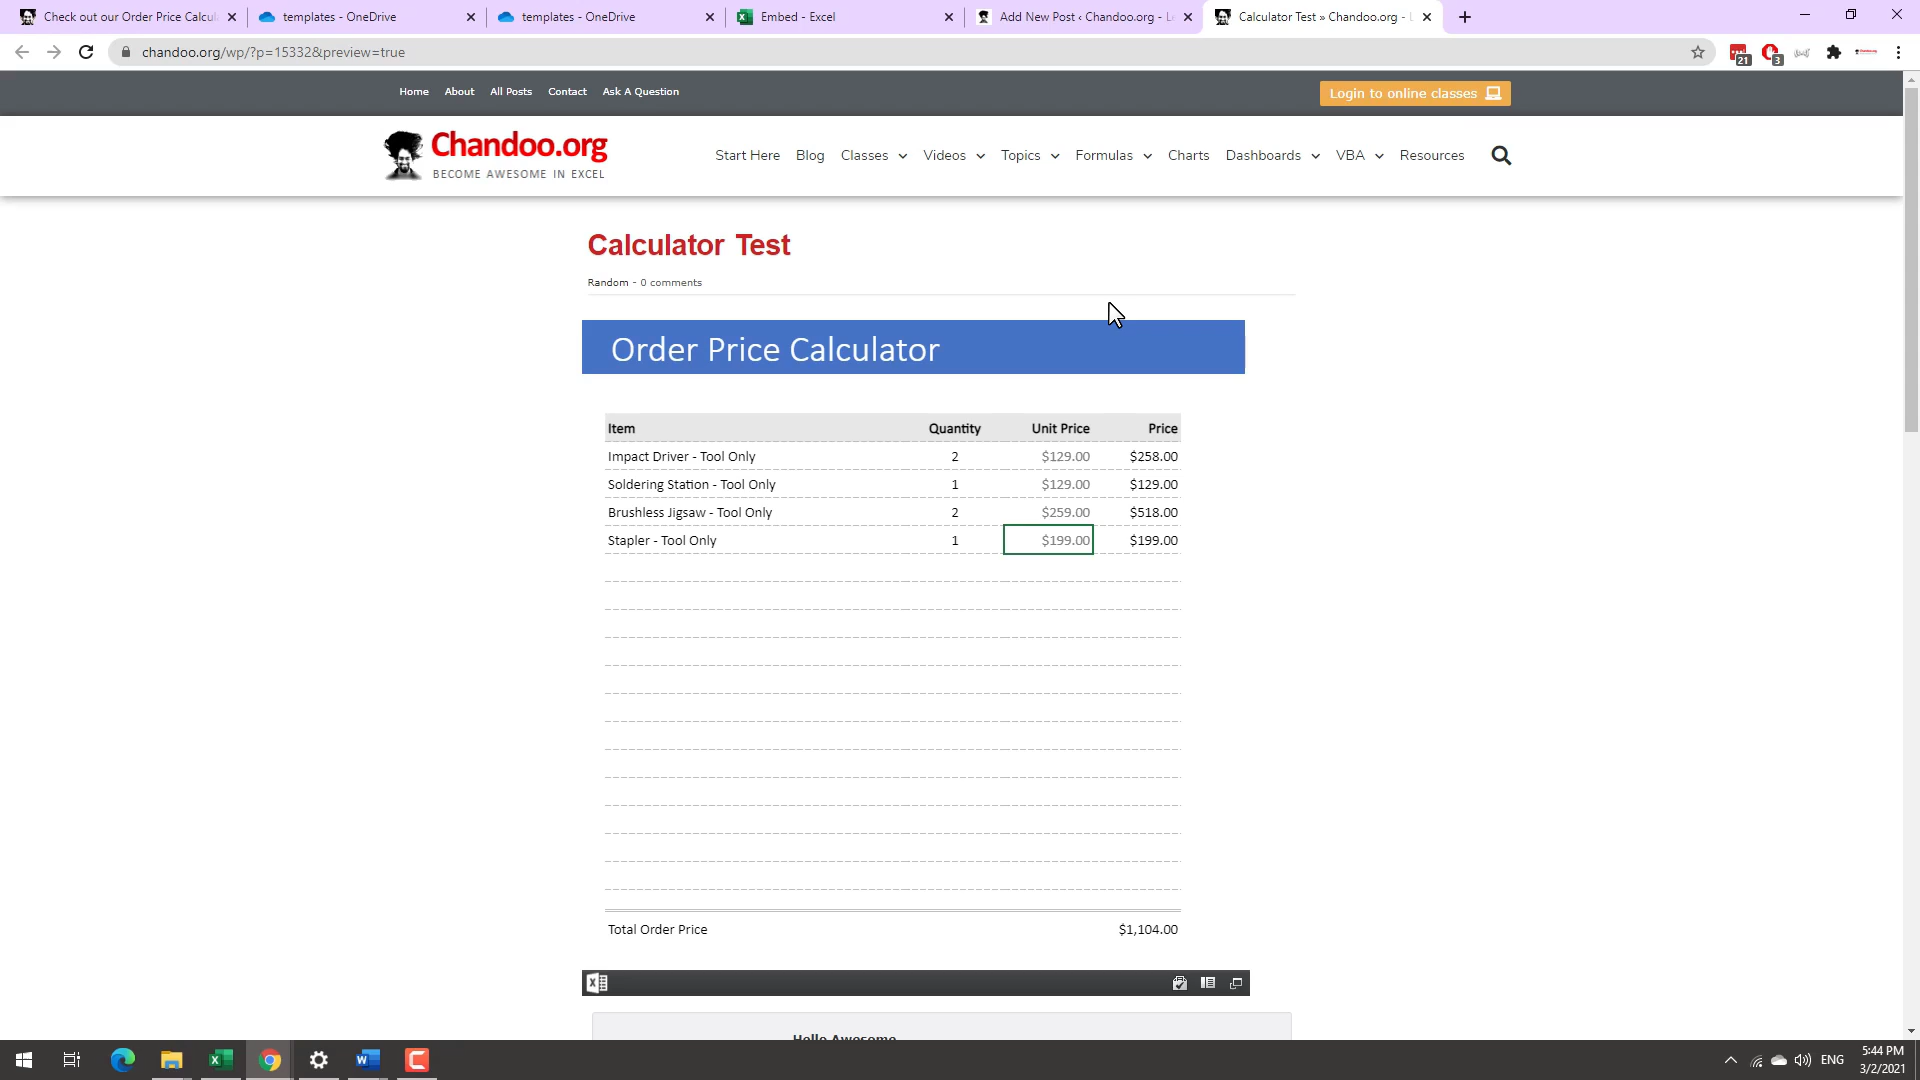 Check out our Order Price Calcul
templates - OneDrive
templates - OneDrive
Embed - Excel
Add New Post ‹ Chandoo.org - L
Calculator Test » Chandoo.org - L
chandoo.org/wp/?p=15332&preview=true
21
3
Home
About
All Posts
Contact
Ask A Question
Login to online classes
Chandoo.org
BECOME AWESOME IN EXCEL
Start Here
Blog
Classes
Videos
Topics
Formulas
Charts
Dashboards
VBA
Resources
Calculator Test
Random - 0 comments
Order Price Calculator
Item Quantity Unit Price Price
Impact Driver - Tool Only 2 $129.00 $258.00
Soldering Station - Tool Only 1 $129.00 $129.00
Brushless Jigsaw - Tool Only 2 $259.00 $518.00
Stapler - Tool Only 1 $199.00 $199.00
Total Order Price $1,104.00
Hello Awesome
ENG
5:44 PM
3/2/2021